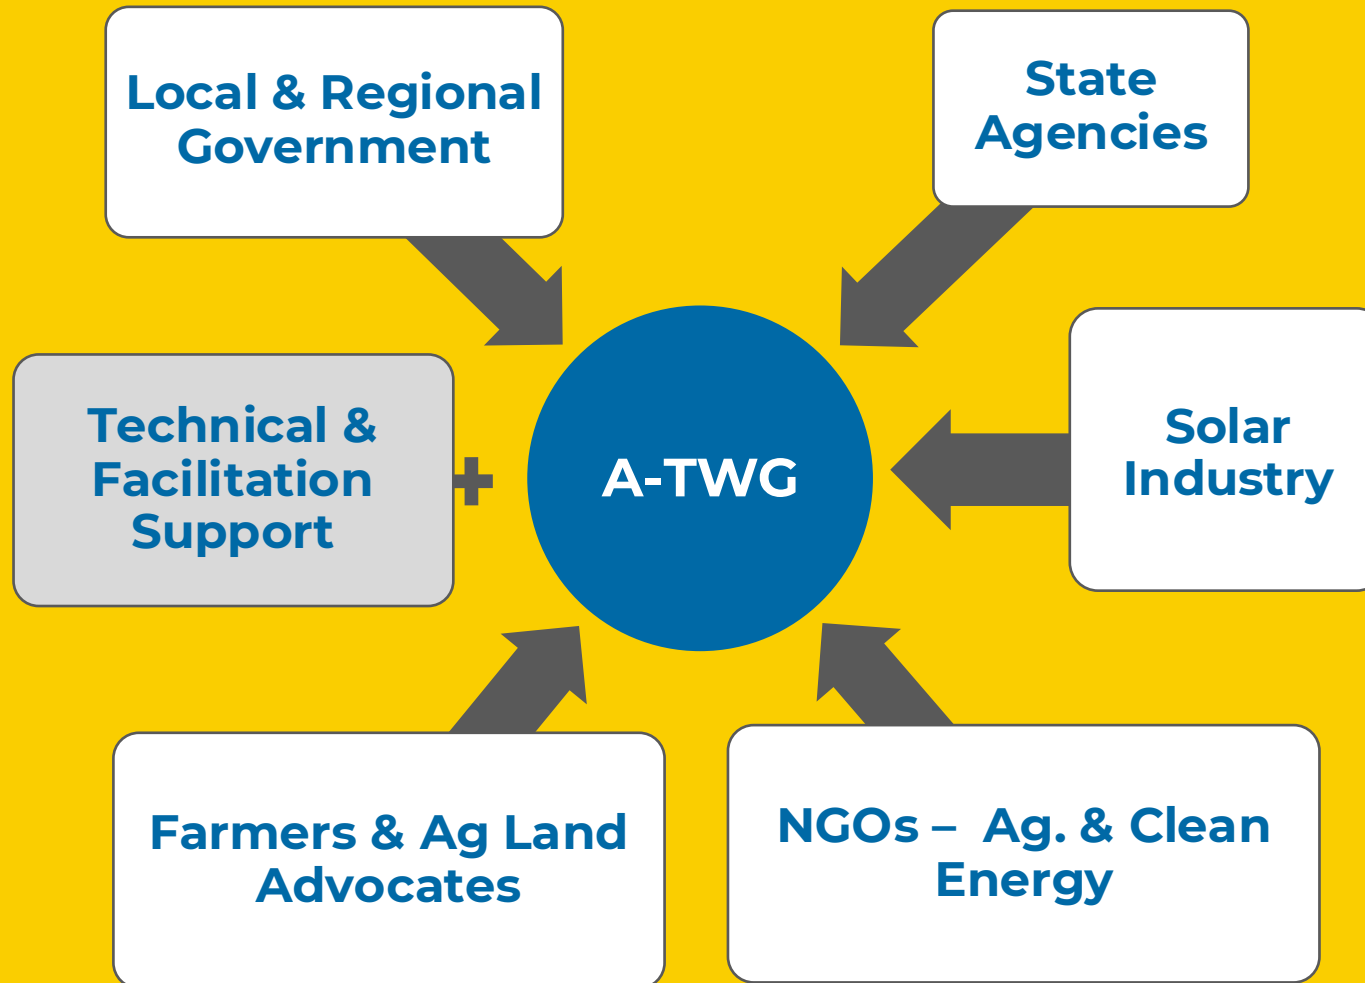 Local & Regional
Government
State
Agencies
Technical &
Facilitation
Support
+
A-TWG
Solar
Industry
Farmers & Ag Land
Advocates
NGOs – Ag. & Clean
Energy